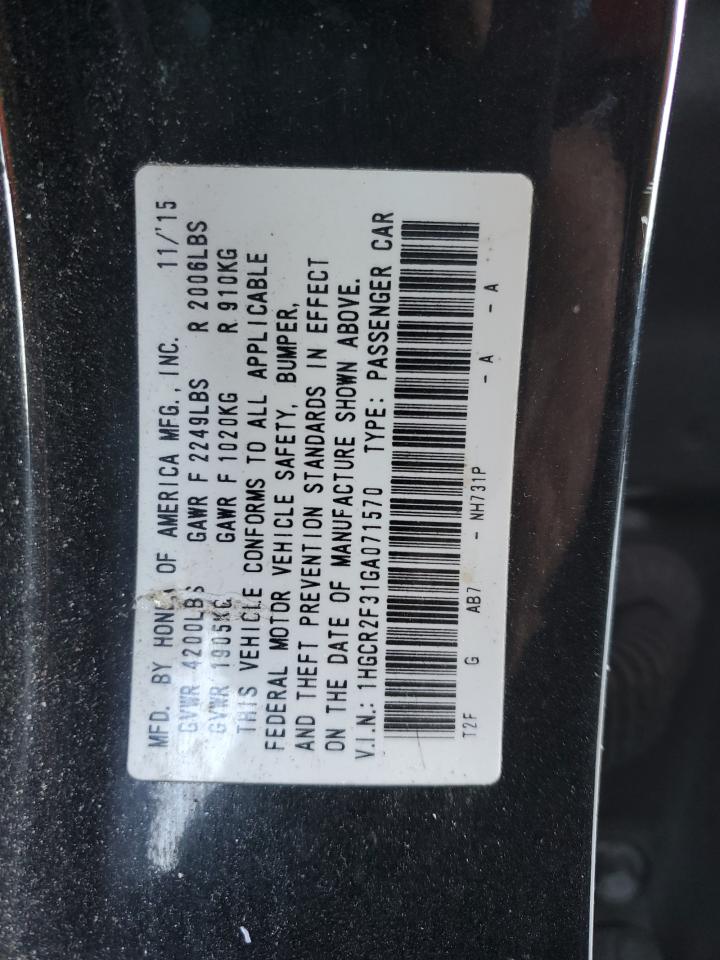 MFD. BY HONDA OF AMERICA MFG., INC. 11/'15
GVWR 4200LBS GAWR F 2249LBS R 2006LBS
GVWR 1905KG GAWR F 1020KG R 910KG
THIS VEHICLE CONFORMS TO ALL APPLICABLE
FEDERAL MOTOR VEHICLE SAFETY, BUMPER,
AND THEFT PREVENTION STANDARDS IN EFFECT
ON THE DATE OF MANUFACTURE SHOWN ABOVE.
V.I.N.: 1HGCR2F31GA071570 TYPE: PASSENGER CAR
T2F G AB7 - NH731P - A - A